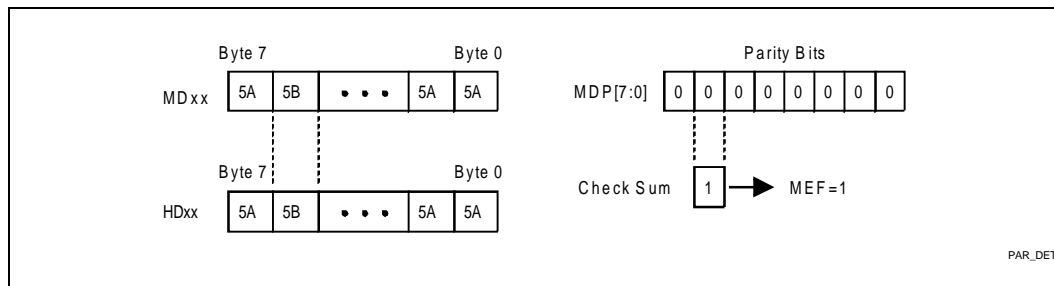 Byte 7 Byte 0
MDxx 5A 5B • • • 5A 5A
Byte 7 Byte 0
HDxx 5A 5B • • • 5A 5A
Parity Bits
MDP[7:0] 0 0 0 0 0 0 0 0
Check Sum 1 MEF=1
PAR_DET